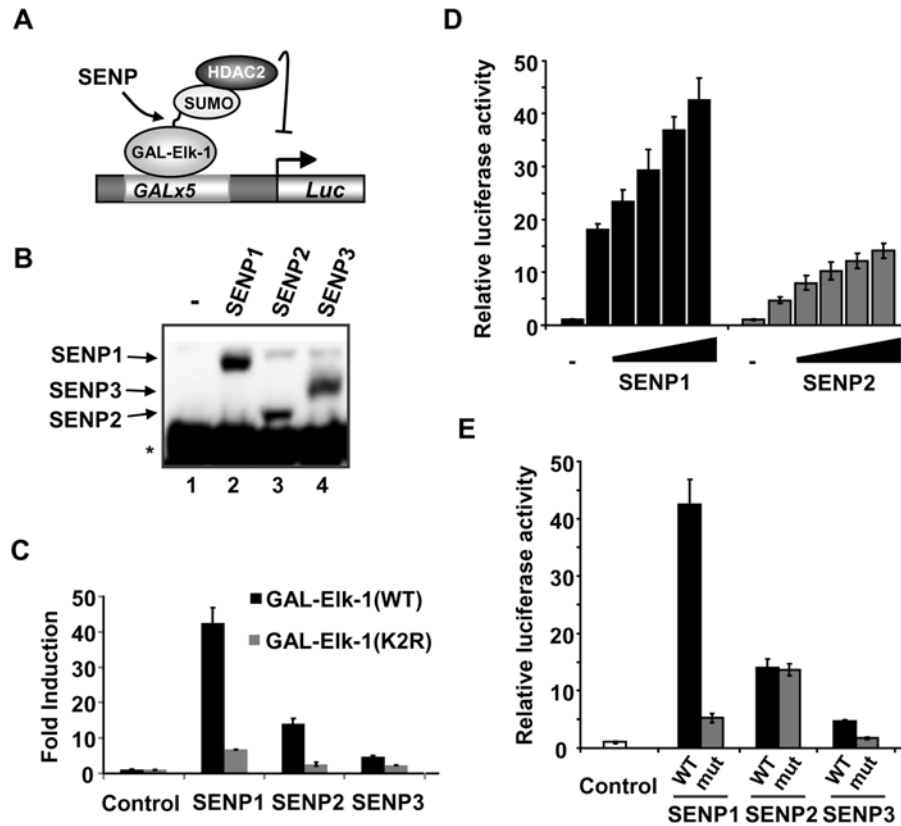 A
SENP
HDAC2
SUMO
GAL-Elk-1
GALx5
Luc
B
- SENP1 SENP2 SENP3
SENP1
SENP3
SENP2
*
1 2 3 4
C
Fold Induction
50
40
30
20
10
0
GAL-Elk-1(WT)
GAL-Elk-1(K2R)
Control SENP1 SENP2 SENP3
D
Relative luciferase activity
50
40
30
20
10
0
- -
SENP1 SENP2
E
Relative luciferase activity
50
40
30
20
10
0
WT mut WT mut WT mut
Control SENP1 SENP2 SENP3